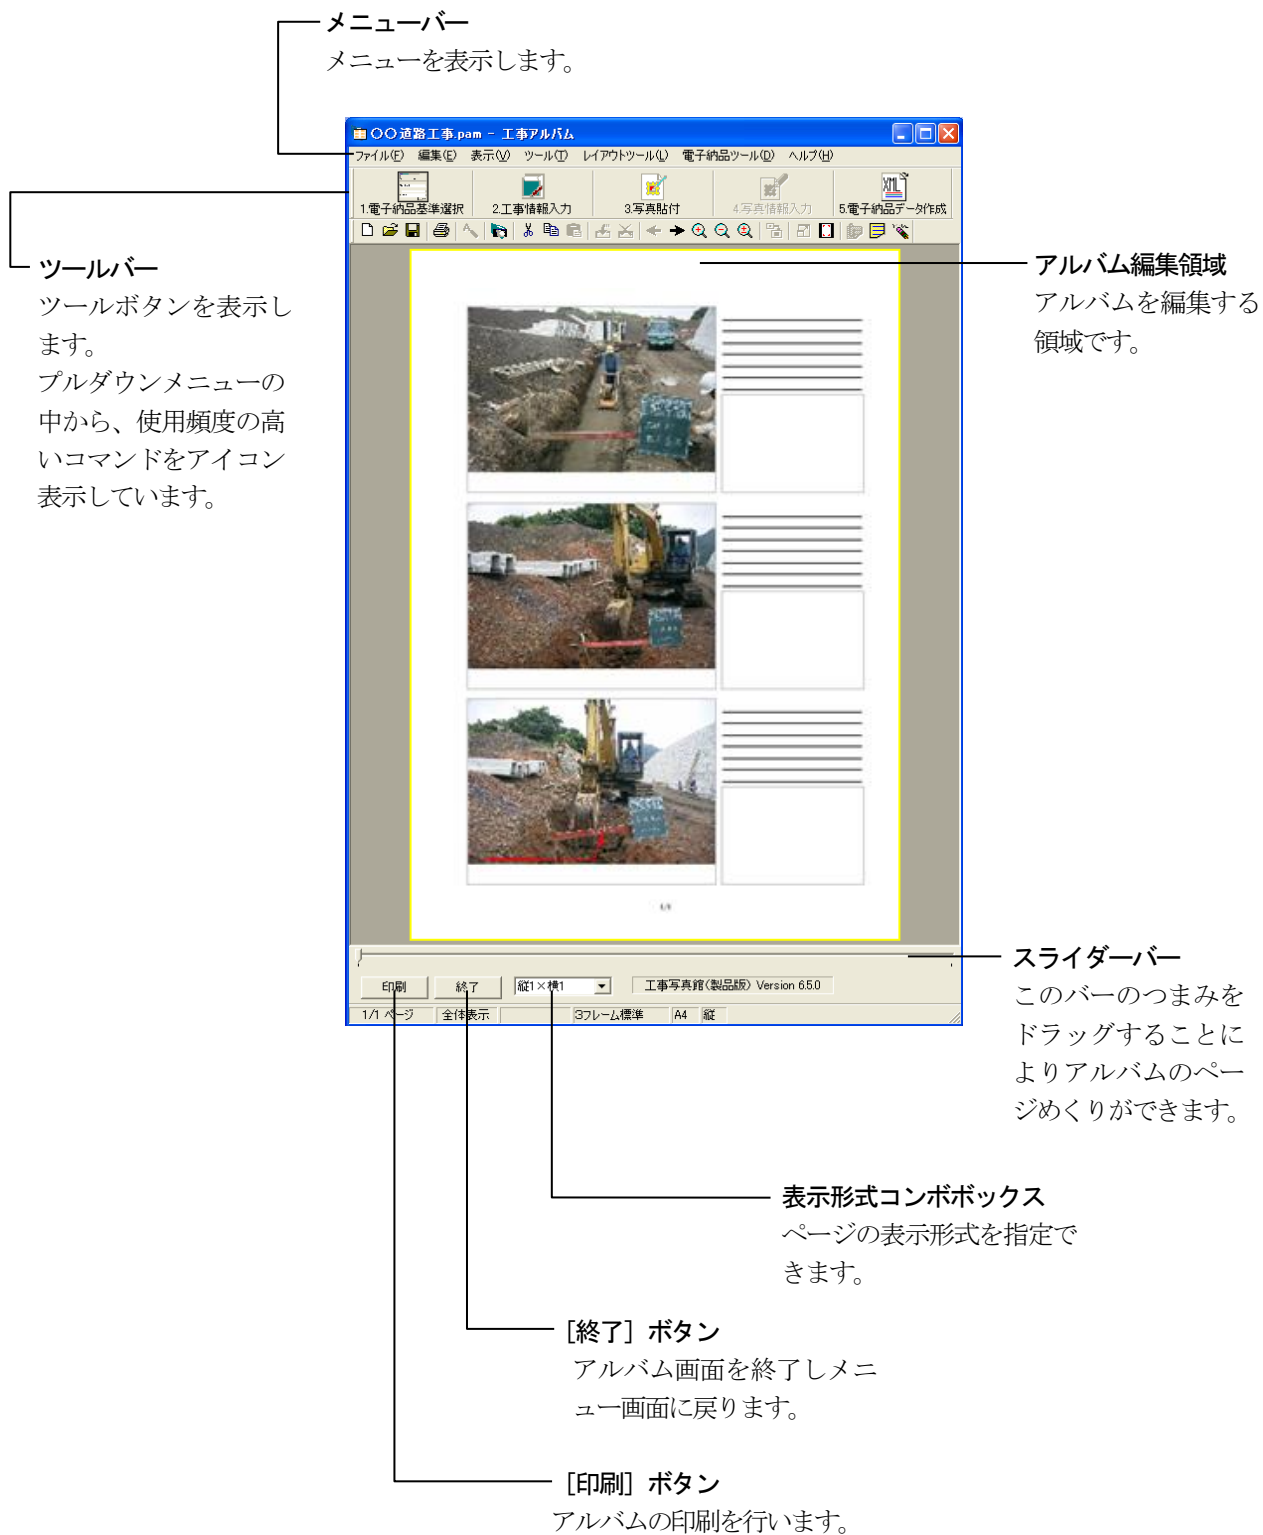 メニューバー
メニューを表示します。
〇〇道路工事.pam - 工事アルバム
ファイル(F) 編集(E) 表示(V) ツール(T) レイアウトツール(L) 電子納品ツール(D) ヘルプ(H)
1.電子納品基準選択 2.工事情報入力 3.写真貼付 4.写真情報入力 5.電子納品データ作成
ツールバー
ツールボタンを表示し
ます。
プルダウンメニューの
中から、使用頻度の高
いコマンドをアイコン
表示しています。
アルバム編集領域
アルバムを編集する
領域です。
1/1
スライダーバー
このバーのつまみを
ドラッグすることに
よりアルバムのペー
ジめくりができます。
印刷 終了 縦1×横1 工事写真館(製品版) Version 6.5.0
1/1 ページ 全体表示 3フレーム標準 A4 縦
表示形式コンボボックス
ページの表示形式を指定で
きます。
［終了］ボタン
アルバム画面を終了しメニ
ュー画面に戻ります。
［印刷］ボタン
アルバムの印刷を行います。